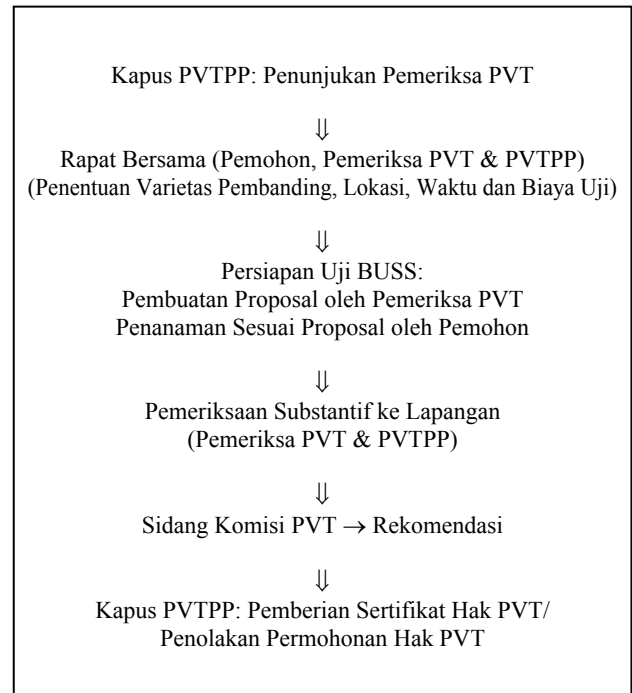 Kapus PVTPP: Penunjukan Pemeriksa PVT
⇓
Rapat Bersama (Pemohon, Pemeriksa PVT & PVTPP)
(Penentuan Varietas Pembanding, Lokasi, Waktu dan Biaya Uji)
⇓
Persiapan Uji BUSS:
Pembuatan Proposal oleh Pemeriksa PVT
Penanaman Sesuai Proposal oleh Pemohon
⇓
Pemeriksaan Substantif ke Lapangan
(Pemeriksa PVT & PVTPP)
⇓
Sidang Komisi PVT → Rekomendasi
⇓
Kapus PVTPP: Pemberian Sertifikat Hak PVT/
Penolakan Permohonan Hak PVT